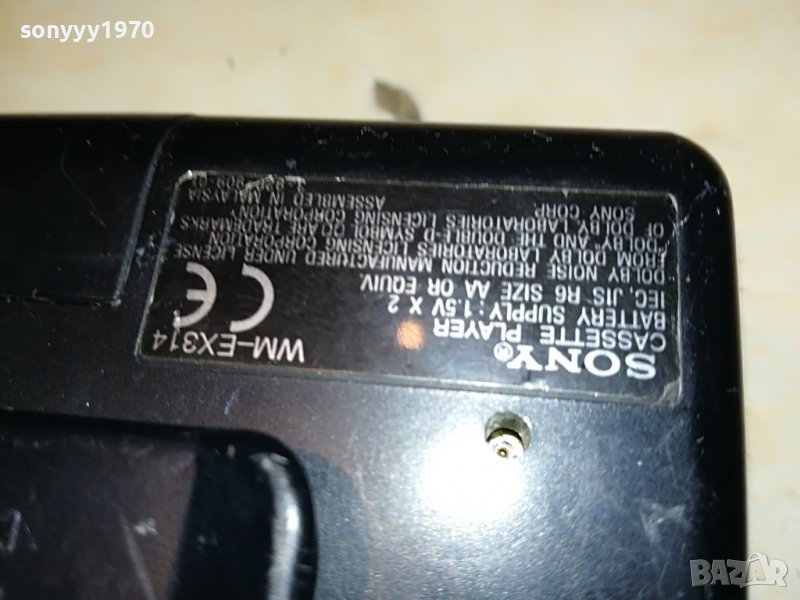 sonyyy1970
SONY® WM-EX314
CASSETTE PLAYER
BATTERY SUPPLY : 1.5V X 2
IEC, JIS R6 SIZE AA OR EQUIV.
DOLBY NOISE REDUCTION MANUFACTURED UNDER LICENSE
FROM DOLBY LABORATORIES LICENSING CORPORATION.
"DOLBY" AND THE DOUBLE-D SYMBOL ARE TRADEMARKS
OF DOLBY LABORATORIES LICENSING CORPORATION.
SONY CORP. ASSEMBLED IN MALAYSIA
CE
BAZAR